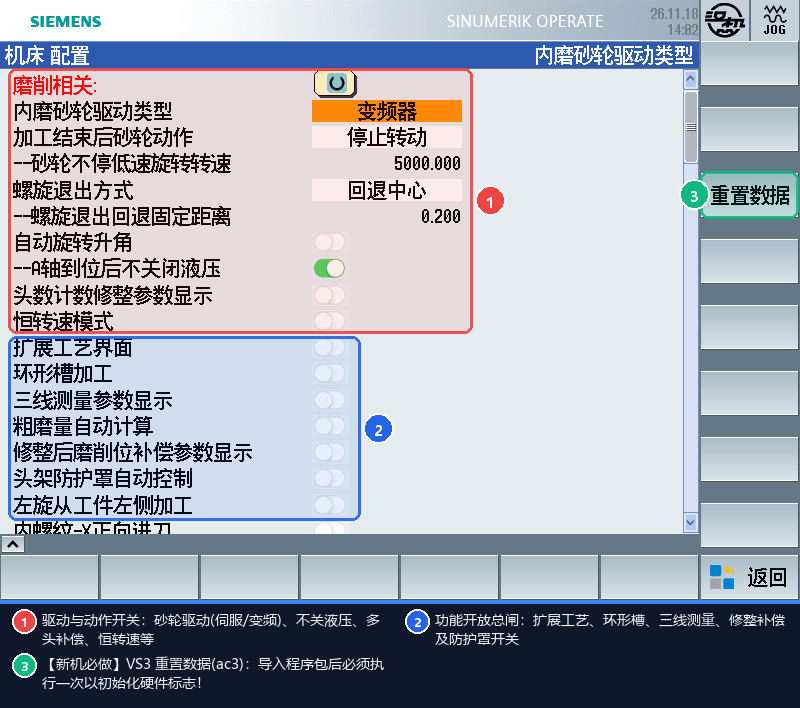 SIEMENS
SINUMERIK OPERATE
26.11.18
14:02
JOG
机床 配置
内磨砂轮驱动类型
磨削相关:
内磨砂轮驱动类型
变频器
加工结束后砂轮动作
停止转动
--砂轮不停低速旋转转速
5000.000
螺旋退出方式
回退中心
--螺旋退出回退固定距离
0.200
自动旋转升角
--A轴到位后不关闭液压
头数计数修整参数显示
恒转速模式
扩展工艺界面
环形槽加工
三线测量参数显示
粗磨量自动计算
修整后磨削位补偿参数显示
头架防护罩自动控制
左旋从工件左侧加工
内螺纹-X正向进刀
1
2
3
重置数据
返回
1
驱动与动作开关：砂轮驱动(伺服/变频)、不关液压、多
头补偿、恒转速等
2
功能开放总闸：扩展工艺、环形槽、三线测量、修整补偿
及防护罩开关
3
【新机必做】VS3 重置数据(ac3)：导入程序包后必须执
行一次以初始化硬件标志！